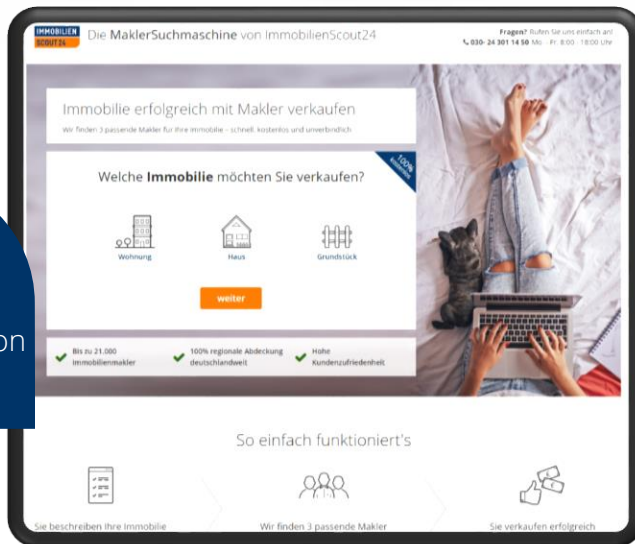 IMMOBILIEN
SCOUT24
Die MaklerSuchmaschine von ImmobilienScout24
Fragen? Rufen Sie uns einfach an!
030- 24 301 14 50 Mo - Fr: 8:00 - 18:00 Uhr
Immobilie erfolgreich mit Makler verkaufen
Wir finden 3 passende Makler für Ihre Immobilie – schnell, kostenlos und unverbindlich
100%
kostenlos
Welche Immobilie möchten Sie verkaufen?
Wohnung
Haus
Grundstück
weiter
on
Bis zu 21.000
Immobilienmakler
100% regionale Abdeckung
deutschlandweit
Hohe
Kundenzufriedenheit
So einfach funktioniert's
Sie beschreiben Ihre Immobilie
Wir finden 3 passende Makler
Sie verkaufen erfolgreich